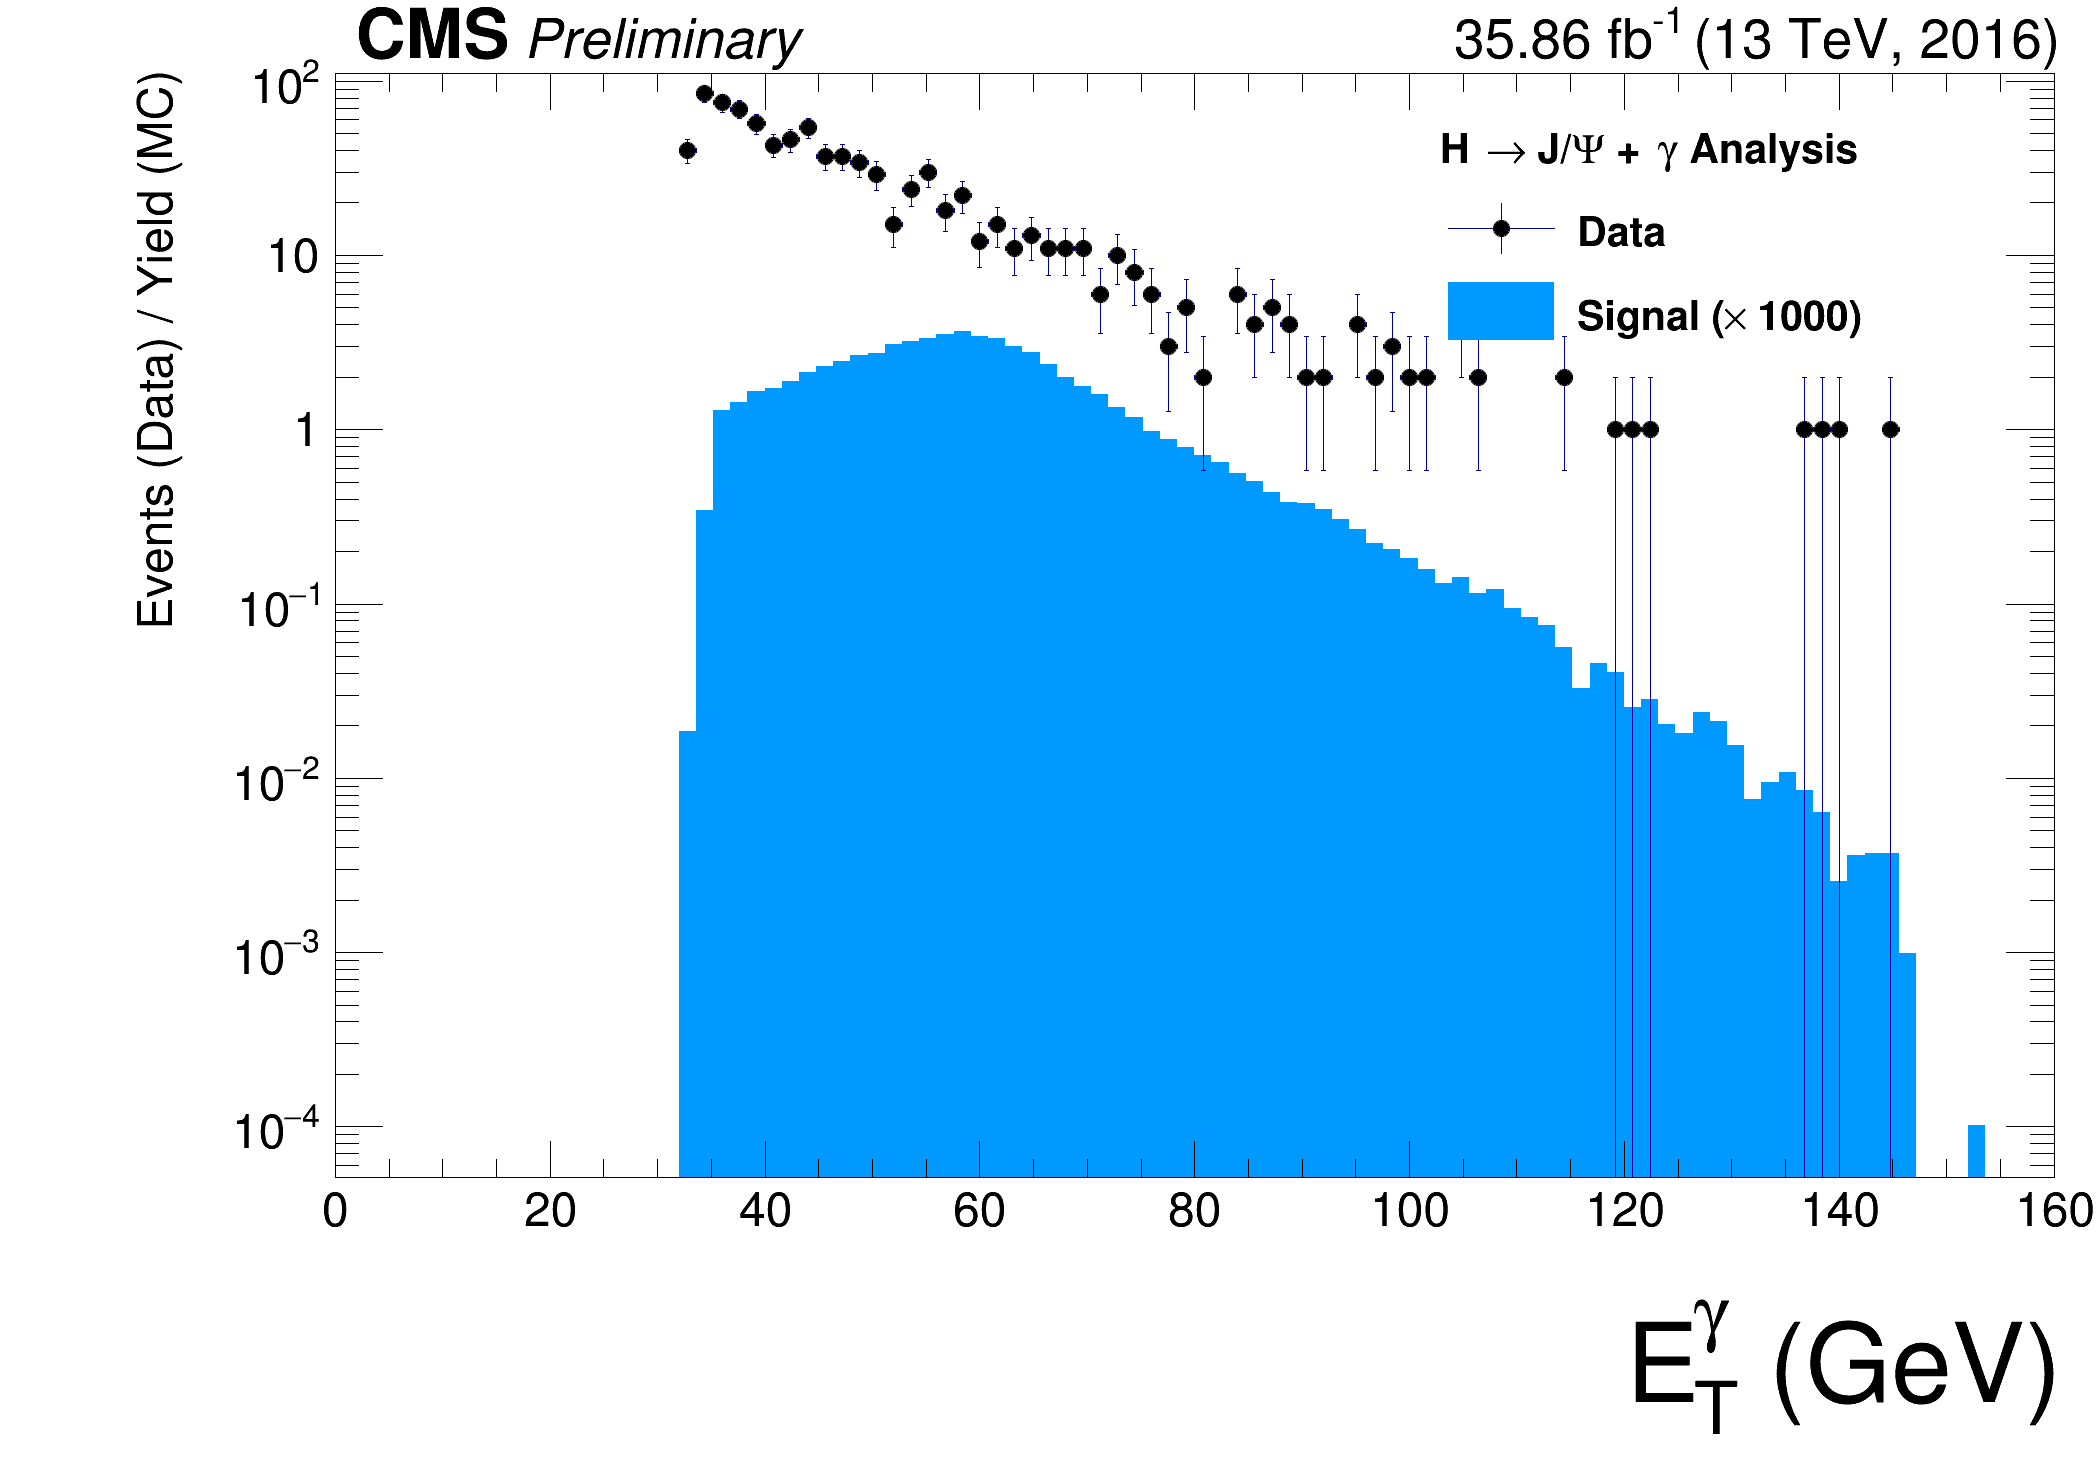 CMS Preliminary 35.86 fb⁻¹ (13 TeV, 2016)
Events (Data) / Yield (MC)
10²
10
1
10⁻¹
10⁻²
10⁻³
10⁻⁴
H → J/Ψ + γ Analysis
Data
Signal (× 1000)
0 20 40 60 80 100 120 140 160
E_T^γ (GeV)